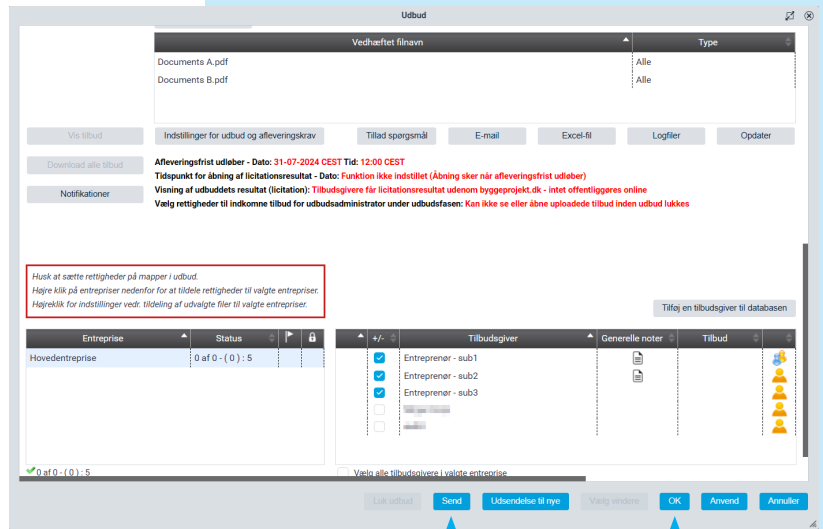 Udbud
Vedhæftet filnavn Type
Documents A.pdf Alle
Documents B.pdf Alle
Vis tilbud Indstillinger for udbud og afleveringskrav Tillad spørgsmål E-mail Excel-fil Logfiler Opdater
Download alle tilbud
Notifikationer
Afleveringsfrist udløber - Dato: 31-07-2024 CEST Tid: 12:00 CEST
Tidspunkt for åbning af licitationsresultat - Dato: Funktion ikke indstillet (Åbning sker når afleveringsfrist udløber)
Visning af udbuddets resultat (licitation): Tilbudsgivere får licitationsresultat udenom byggeprojekt.dk - intet offentliggøres online
Vælg rettigheder til indkomne tilbud for udbudsadministrator under udbudsfasen: Kan ikke se eller åbne uploadede tilbud inden udbud lukkes
Husk at sætte rettigheder på mapper i udbud.
Højre klik på entrepriser nedenfor for at tildele rettigheder til valgte entrepriser.
Højreklik for indstillinger vedr. tildeling af udvalgte filer til valgte entrepriser.
Tilføj en tilbudsgiver til databasen
Entreprise Status
Hovedentreprise 0 af 0 - ( 0 ) : 5
+/- Tilbudsgiver Generelle noter Tilbud
Entreprenør - sub1
Entreprenør - sub2
Entreprenør - sub3
0 af 0 - ( 0 ) : 5
Vælg alle tilbudsgivere i valgte entreprise
Luk udbud Send Udsendelse til nye Vælg vindere OK Anvend Annuller